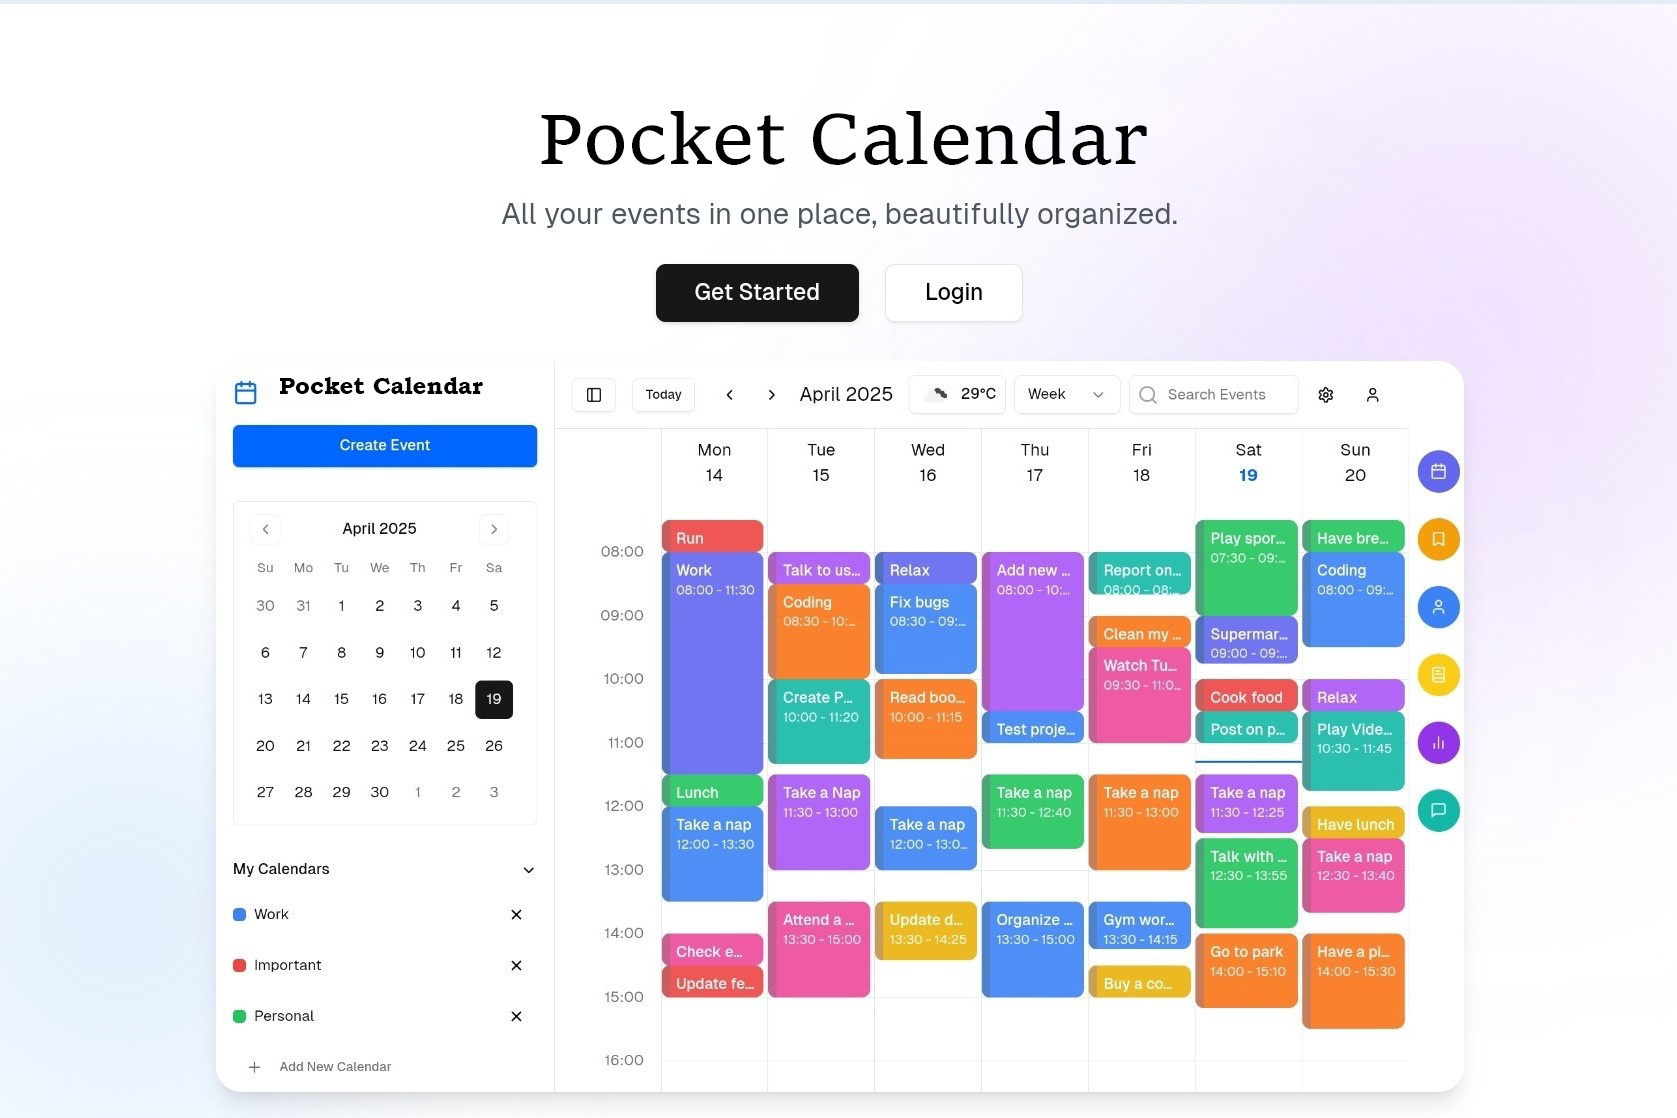 Pocket Calendar
All your events in one place, beautifully organized.
Get Started
Login
Pocket Calendar
Create Event
April 2025
Su Mo Tu We Th Fr Sa
30 31 1 2 3 4 5
6 7 8 9 10 11 12
13 14 15 16 17 18 19
20 21 22 23 24 25 26
27 28 29 30 1 2 3
My Calendars
Work
Important
Personal
Add New Calendar
Today
April 2025
29°C
Week
Search Events
Mon Tue Wed Thu Fri Sat Sun
14 15 16 17 18 19 20
08:00
09:00
10:00
11:00
12:00
13:00
14:00
15:00
16:00
Run
Work
08:00 - 11:30
Lunch
Take a nap
12:00 - 13:30
Check e...
Update fe...
Talk to us...
Coding
08:30 - 10:...
Create P...
10:00 - 11:20
Take a Nap
11:30 - 13:00
Attend a ...
13:30 - 15:00
Relax
Fix bugs
08:30 - 09:...
Read boo...
10:00 - 11:15
Take a nap
12:00 - 13:0...
Update d...
13:30 - 14:25
Add new ...
08:00 - 10:...
Test proje...
Take a nap
11:30 - 12:40
Organize ...
13:30 - 15:00
Report on...
08:00 - 08:...
Clean my ...
Watch Tu...
09:30 - 11:0...
Take a nap
11:30 - 13:00
Gym wor...
13:30 - 14:15
Buy a co...
Play spor...
07:30 - 09:...
Supermar...
09:00 - 09:...
Cook food
Post on p...
Take a nap
11:30 - 12:25
Talk with ...
12:30 - 13:55
Go to park
14:00 - 15:10
Have bre...
Coding
08:00 - 09:...
Relax
Play Vide...
10:30 - 11:45
Have lunch
Take a nap
12:30 - 13:40
Have a pi...
14:00 - 15:30